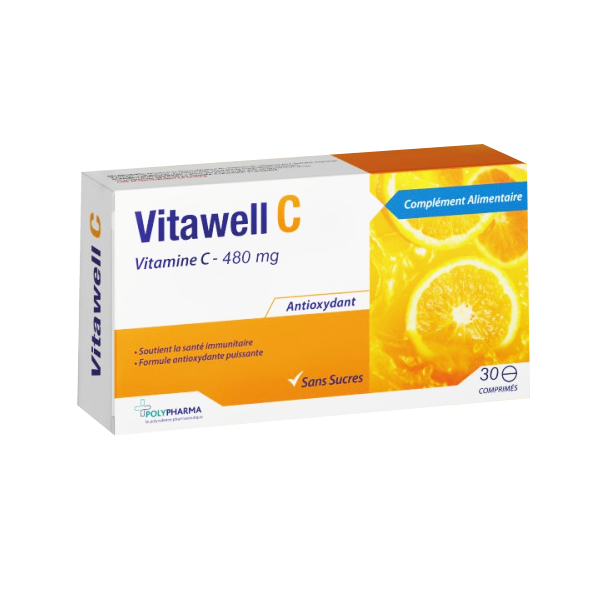 Vitawell C
Vitawell C
Vitamine C - 480 mg
Complément Alimentaire
Antioxydant
• Soutient la santé immunitaire
• Formule antioxydante puissante
Sans Sucres
30
COMPRIMÉS
POLYPHARMA